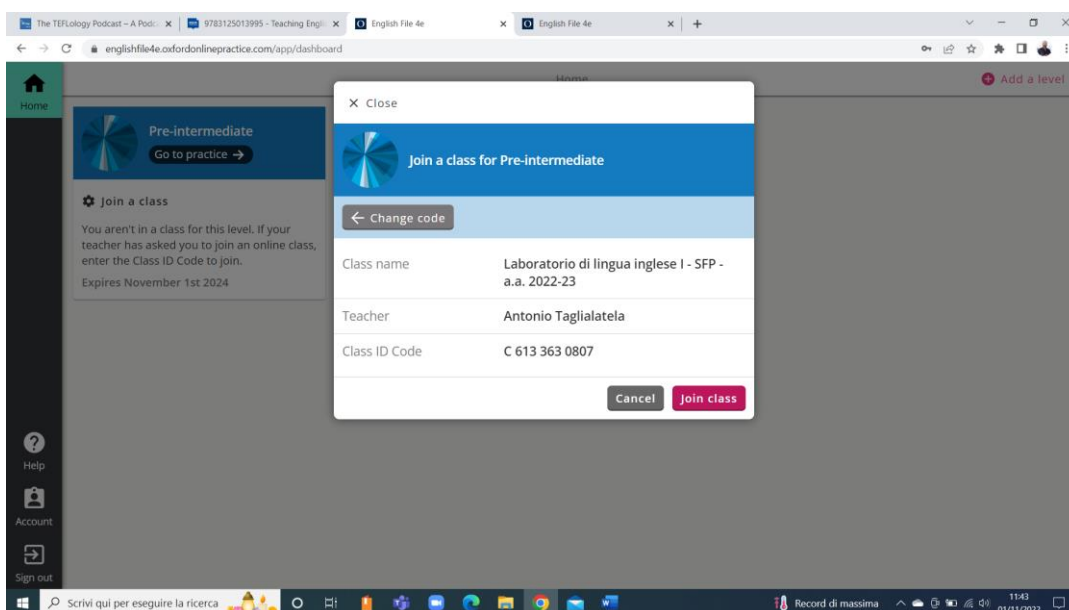 The TEFLology Podcast – A Podc
9783125013995 - Teaching Engli
English File 4e
English File 4e
englishfile4e.oxfordonlinepractice.com/app/dashboard
Home
Home
Add a level
Pre-intermediate
Go to practice →
Join a class
You aren't in a class for this level. If your
teacher has asked you to join an online class,
enter the Class ID Code to join.
Expires November 1st 2024
× Close
Join a class for Pre-intermediate
← Change code
Class name
Laboratorio di lingua inglese I - SFP -
a.a. 2022-23
Teacher
Antonio Taglialatela
Class ID Code
C 613 363 0807
Cancel
Join class
Help
Account
Sign out
Scrivi qui per eseguire la ricerca
Record di massima
11:43